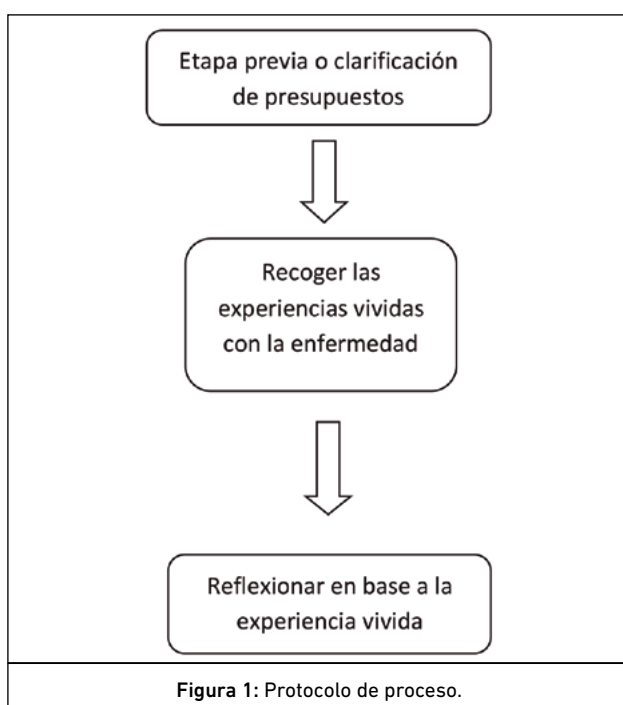 Etapa previa o clarificación
de presupuestos
Recoger las
experiencias vividas
con la enfermedad
Reflexionar en base a la
experiencia vivida
Figura 1: Protocolo de proceso.